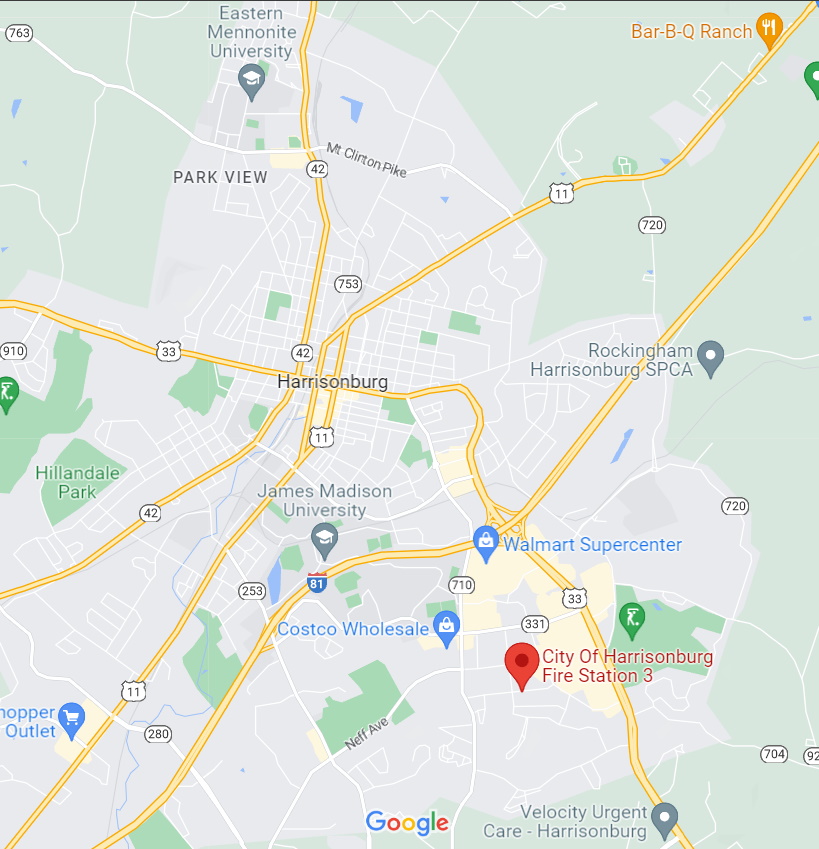 Eastern
Mennonite
University
763
Bar-B-Q Ranch
Mt Clinton Pike
42
PARK VIEW
11
720
753
33
910
42
Rockingham
Harrisonburg SPCA
Harrisonburg
11
Hillandale
Park
James Madison
University
42
720
Walmart Supercenter
81
253
710
33
331
Costco Wholesale
City Of Harrisonburg
Fire Station 3
11
hopper
Outlet
280
Neff Ave
704
92
Google
Velocity Urgent
Care - Harrisonburg